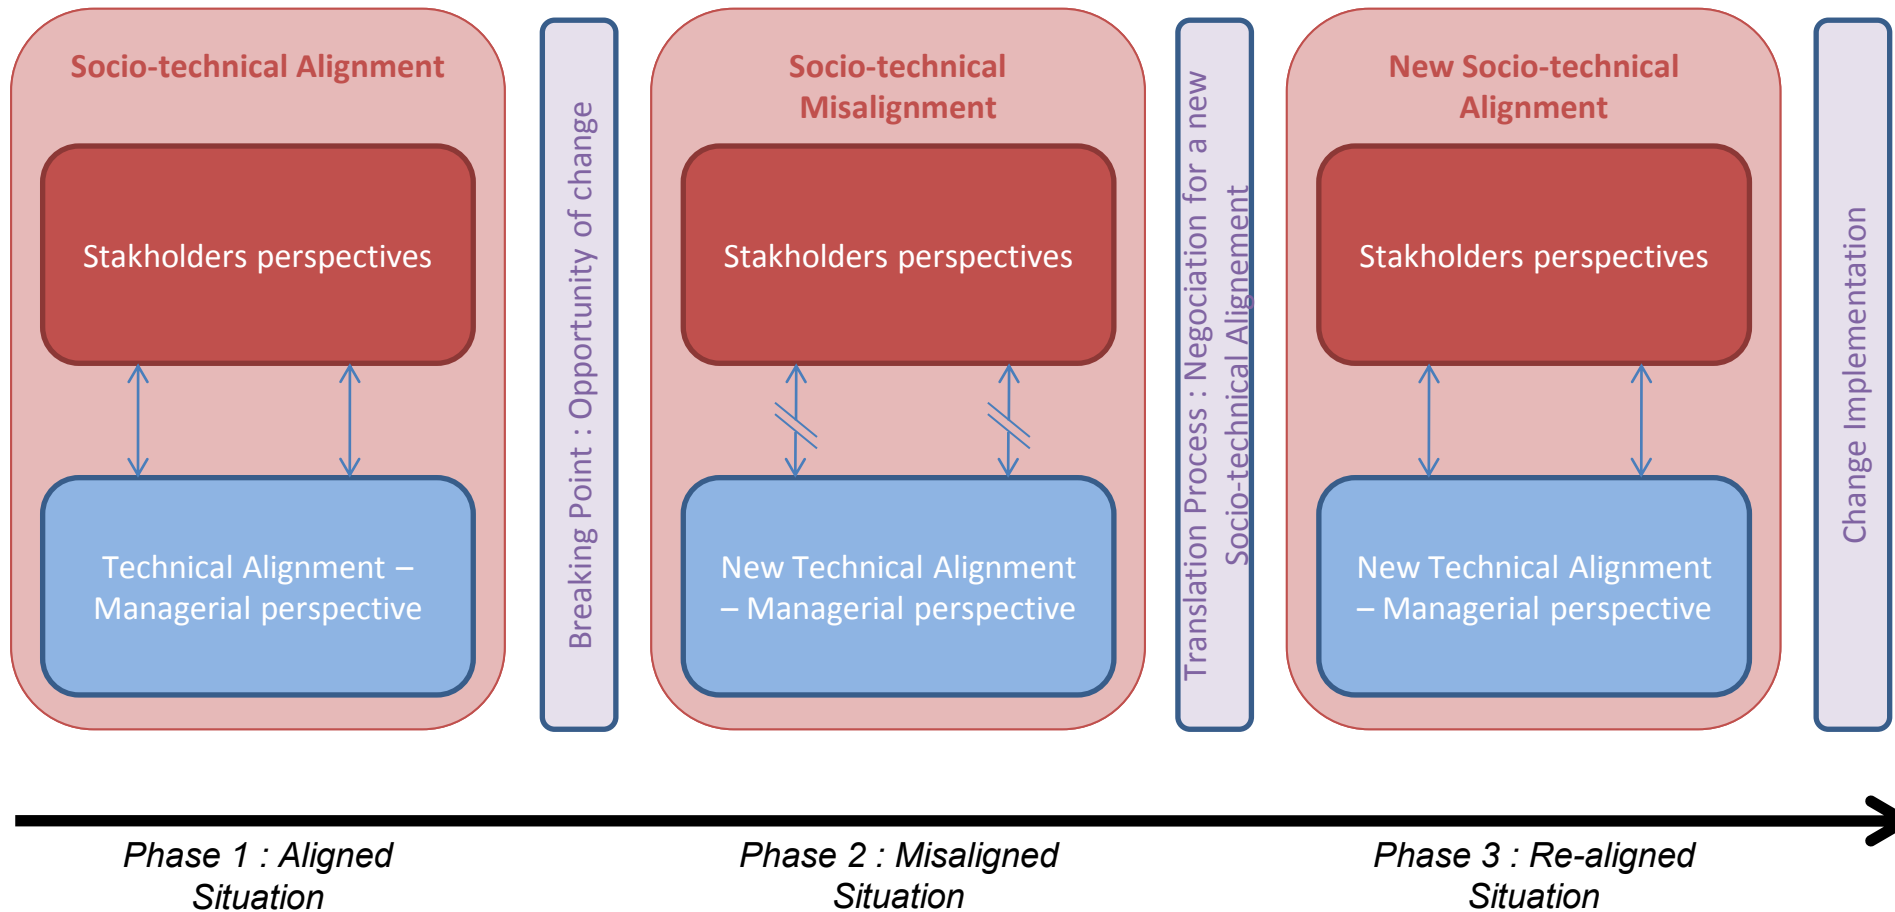 Socio-technical Alignment
Stakholders perspectives
Technical Alignment –
Managerial perspective
Breaking Point : Opportunity of change
Socio-technical
Misalignment
Stakholders perspectives
New Technical Alignment
– Managerial perspective
Translation Process : Negociation for a new
Socio-technical Alignement
New Socio-technical
Alignment
Stakholders perspectives
New Technical Alignment
– Managerial perspective
Change Implementation
Phase 1 : Aligned
Situation
Phase 2 : Misaligned
Situation
Phase 3 : Re-aligned
Situation